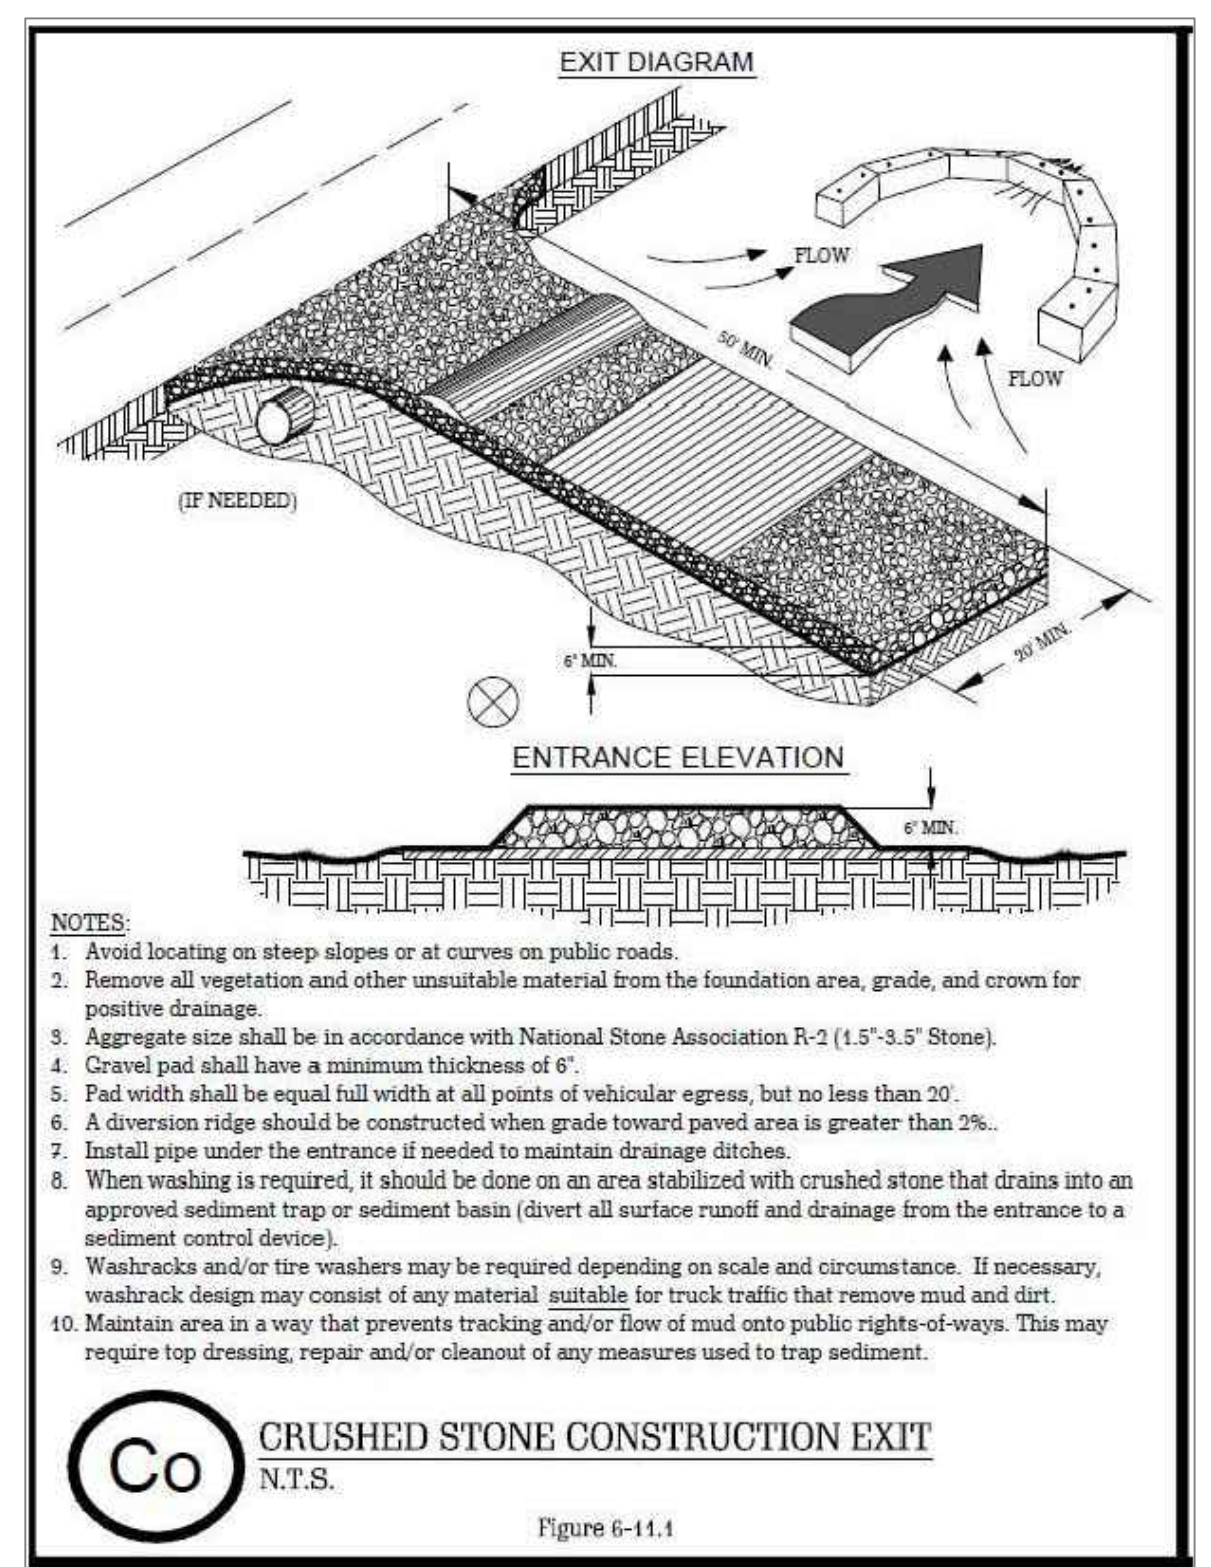 EXIT DIAGRAM
FLOW
50' MIN.
FLOW
(IF NEEDED)
20' MIN.
6" MIN.
ENTRANCE ELEVATION
6" MIN.
NOTES:
1. Avoid locating on steep slopes or at curves on public roads.
2. Remove all vegetation and other unsuitable material from the foundation area, grade, and crown for
positive drainage.
3. Aggregate size shall be in accordance with National Stone Association R-2 (1.5"-3.5" Stone).
4. Gravel pad shall have a minimum thickness of 6".
5. Pad width shall be equal full width at all points of vehicular egress, but no less than 20'.
6. A diversion ridge should be constructed when grade toward paved area is greater than 2%..
7. Install pipe under the entrance if needed to maintain drainage ditches.
8. When washing is required, it should be done on an area stabilized with crushed stone that drains into an
approved sediment trap or sediment basin (divert all surface runoff and drainage from the entrance to a
sediment control device).
9. Washracks and/or tire washers may be required depending on scale and circumstance. If necessary,
washrack design may consist of any material suitable for truck traffic that remove mud and dirt.
10. Maintain area in a way that prevents tracking and/or flow of mud onto public rights-of-ways. This may
require top dressing, repair and/or cleanout of any measures used to trap sediment.
Co
CRUSHED STONE CONSTRUCTION EXIT
N.T.S.
Figure 6-11.1